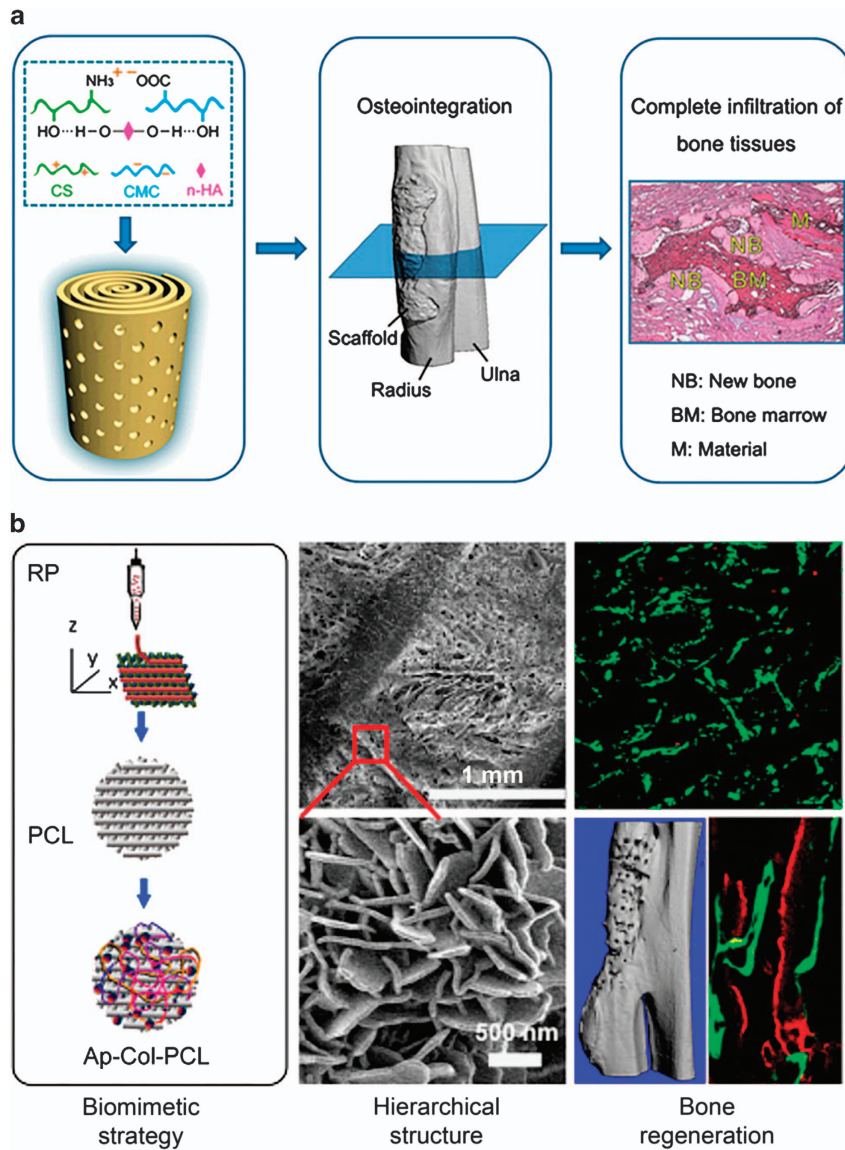 a
NH₃⁺ ⁻OOC
HO···H–O–O–H···OH
CS
CMC
n-HA
Osteointegration
Scaffold
Radius
Ulna
Complete infiltration of
bone tissues
M
NB
NB
BM
NB: New bone
BM: Bone marrow
M: Material
b
RP
z
y
x
PCL
Ap-Col-PCL
Biomimetic
strategy
1 mm
500 nm
Hierarchical
structure
Bone
regeneration